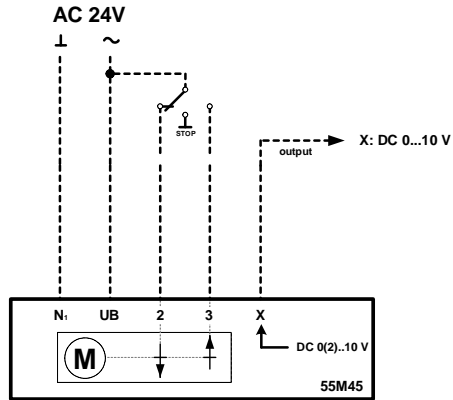 AC 24V
⊥ ~
STOP
output
X: DC 0...10 V
N₁ UB 2 3 X
M
DC 0(2)..10 V
55M45